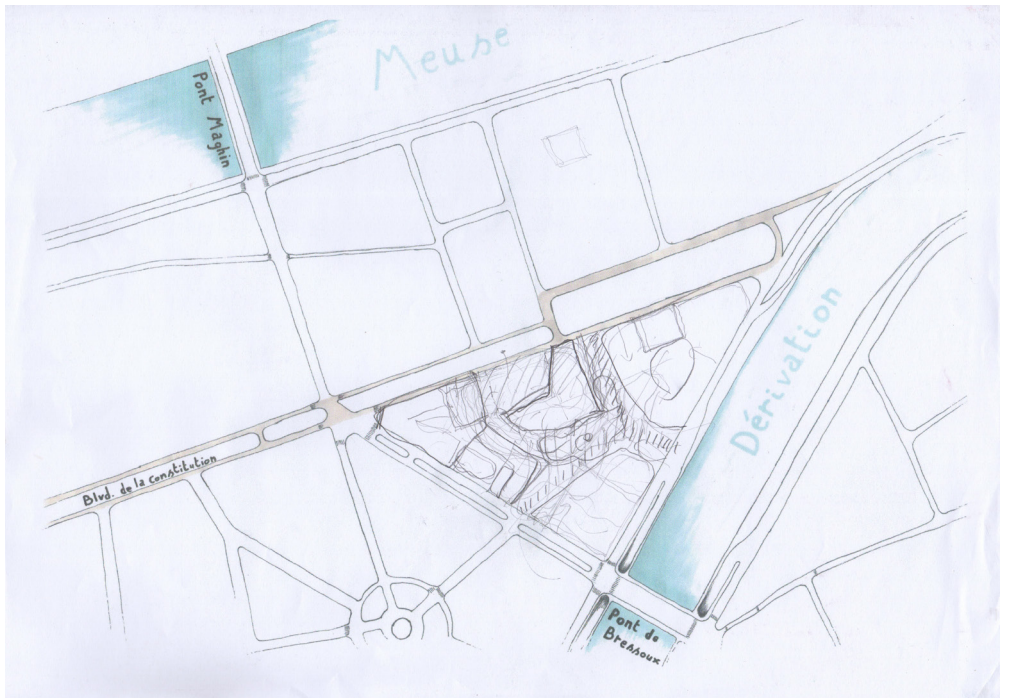 Meuse
Pont Maghin
Dérivation
Blvd. de la constitution
Pont de
Bressoux